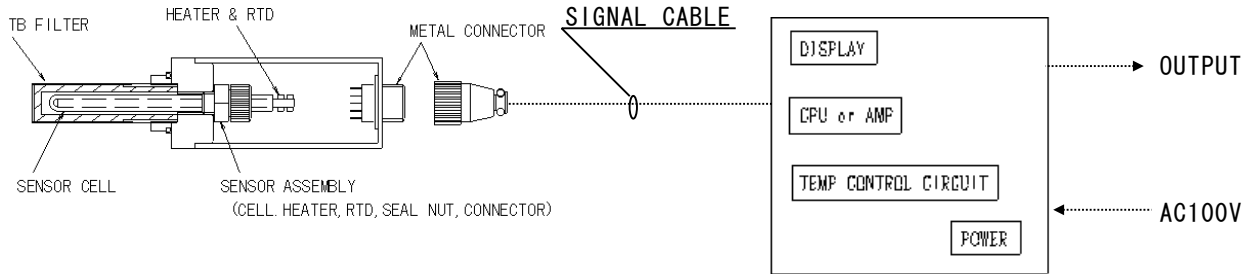 TB FILTER
HEATER & RTD
METAL CONNECTOR
SIGNAL CABLE
DISPLAY
OUTPUT
CPU or AMP
SENSOR CELL
SENSOR ASSEMBLY
(CELL.HEATER,RTD,SEAL NUT,CONNECTOR)
TEMP CONTROL CIRCUIT
AC100V
POWER